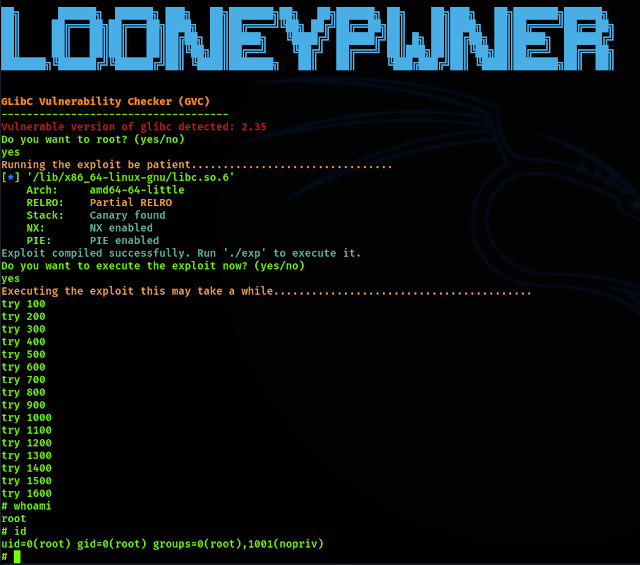 LOONEYPWNER
GLibC Vulnerability Checker (GVC)
------------------------------------
Vulnerable version of glibc detected: 2.35
Do you want to root? (yes/no)
yes
Running the exploit be patient................................
[*] '/lib/x86_64-linux-gnu/libc.so.6'
    Arch:     amd64-64-little
    RELRO:    Partial RELRO
    Stack:    Canary found
    NX:       NX enabled
    PIE:      PIE enabled
Exploit compiled successfully. Run './exp' to execute it.
Do you want to execute the exploit now? (yes/no)
yes
Executing the exploit this may take a while.........................................
try 100
try 200
try 300
try 400
try 500
try 600
try 700
try 800
try 900
try 1000
try 1100
try 1200
try 1300
try 1400
try 1500
try 1600
# whoami
root
# id
uid=0(root) gid=0(root) groups=0(root),1001(nopriv)
#